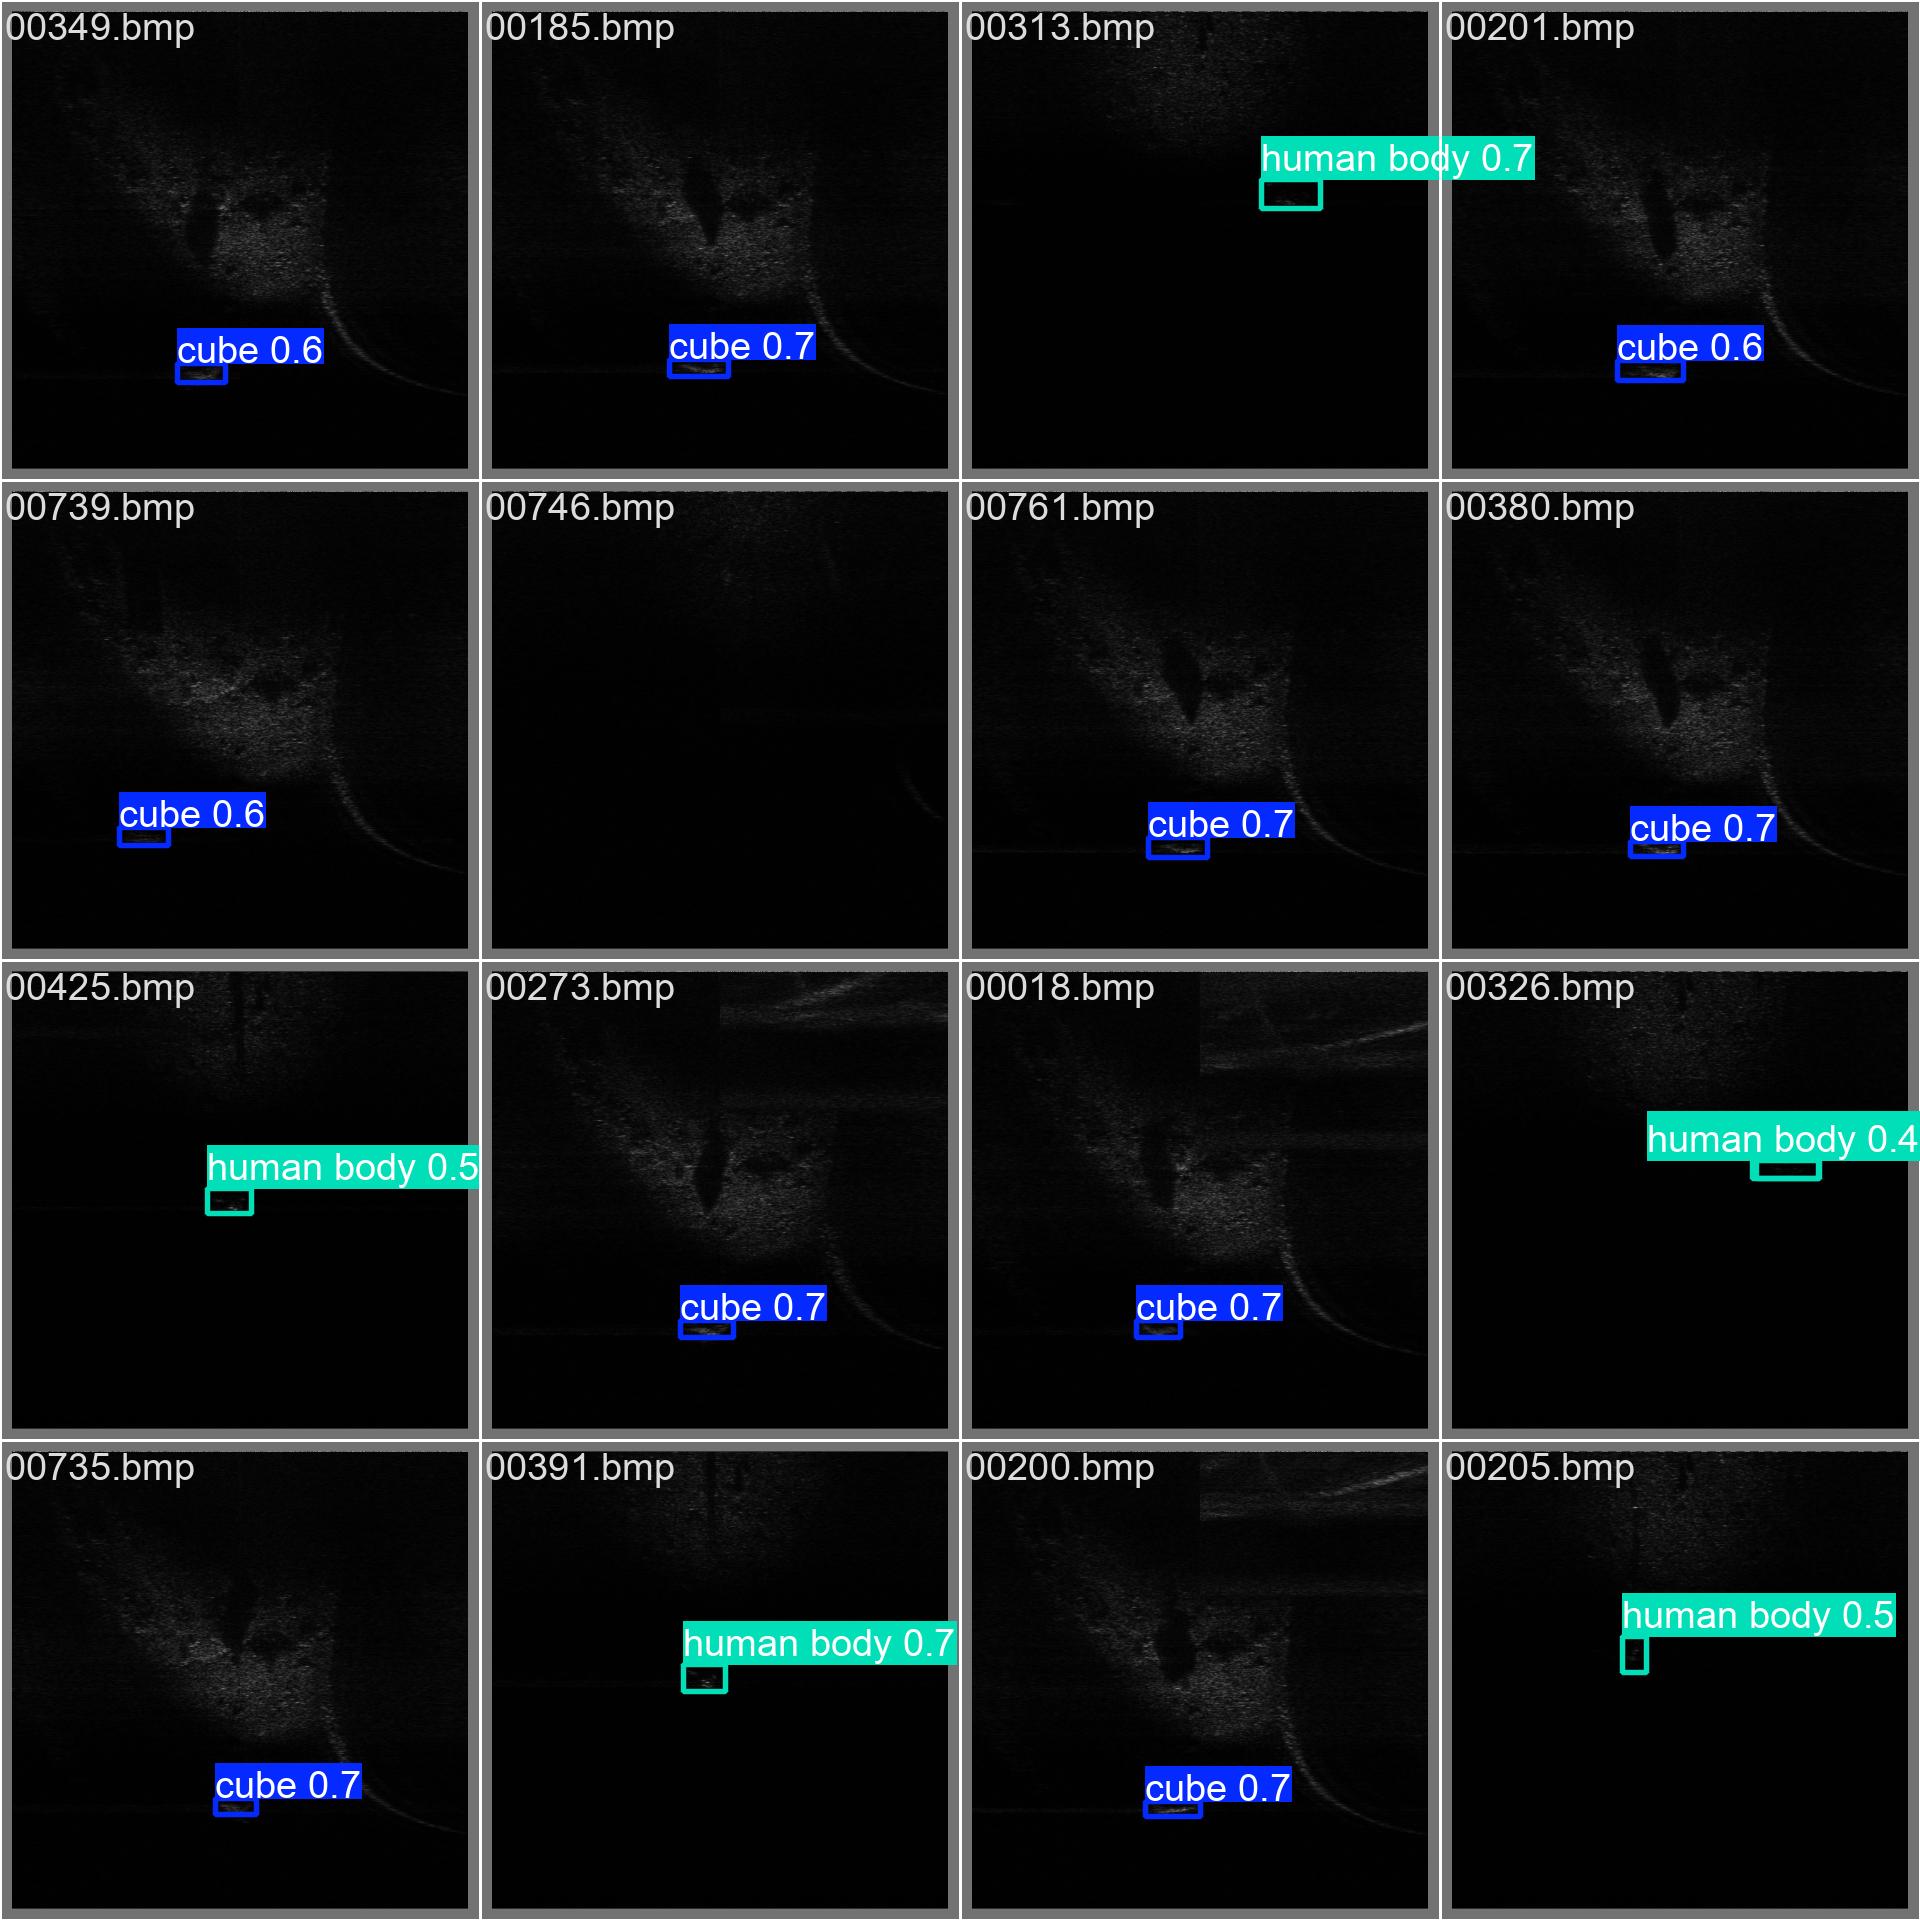 00349.bmp
cube 0.6
00185.bmp
cube 0.7
00313.bmp
human body 0.7
00201.bmp
cube 0.6
00739.bmp
cube 0.6
00746.bmp
00761.bmp
cube 0.7
00380.bmp
cube 0.7
00425.bmp
human body 0.5
00273.bmp
cube 0.7
00018.bmp
cube 0.7
00326.bmp
human body 0.4
00735.bmp
cube 0.7
00391.bmp
human body 0.7
00200.bmp
cube 0.7
00205.bmp
human body 0.5